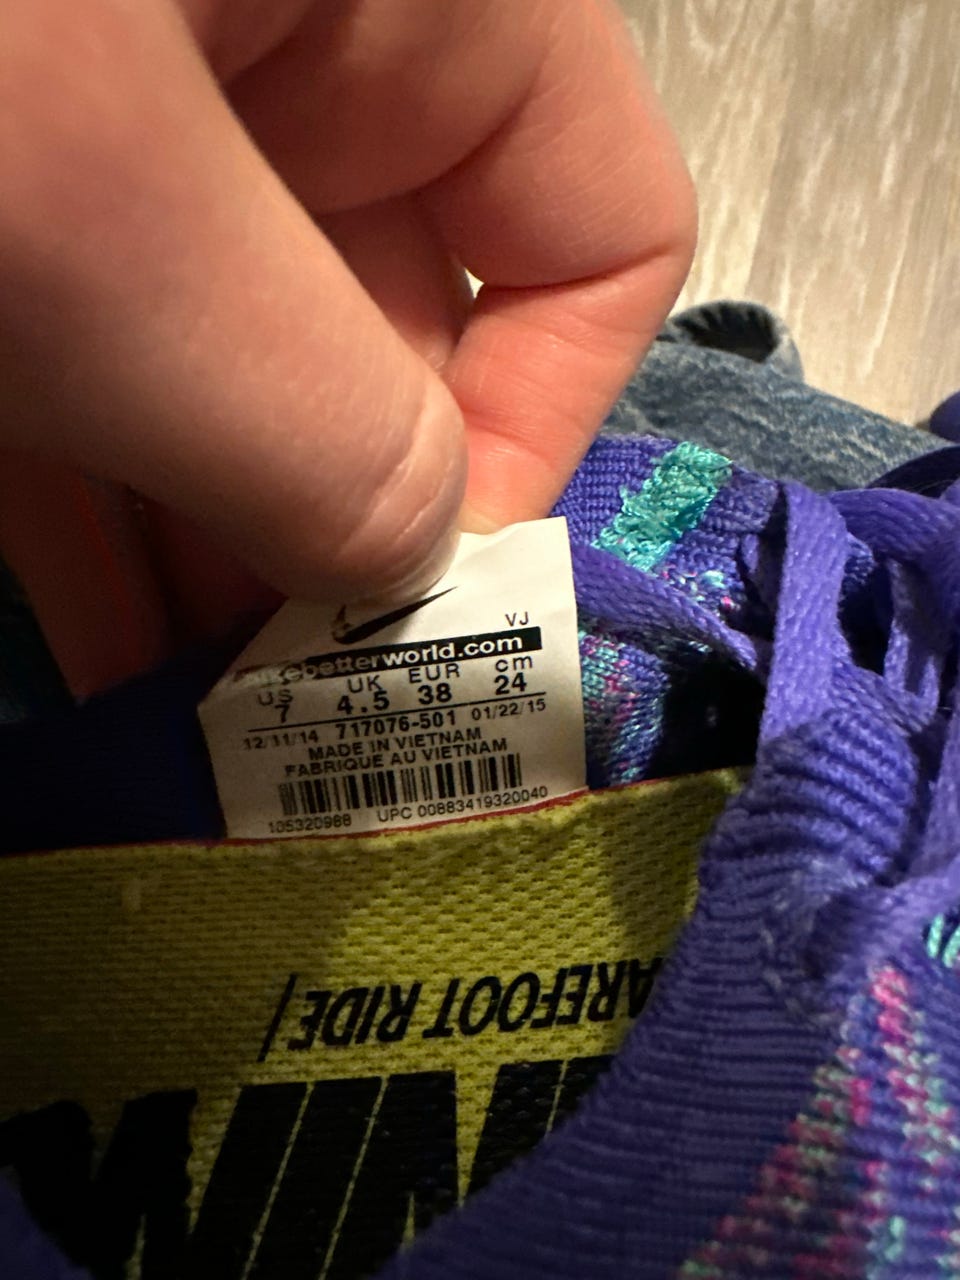 VJ
nikebetterworld.com
US UK EUR cm
7 4.5 38 24
12/11/14 717076-501 01/22/15
MADE IN VIETNAM
FABRIQUE AU VIETNAM
105320988 UPC 00883419320040
AREFOOT RIDE/